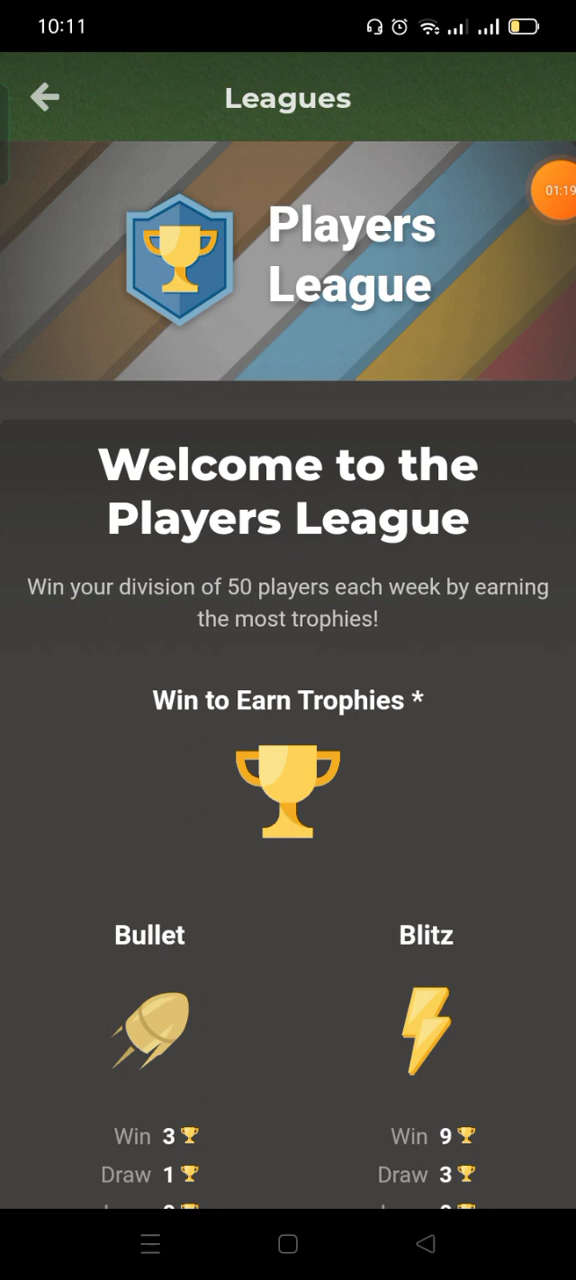 10:11
Leagues
01:19
Players
League
Welcome to the
Players League
Win your division of 50 players each week by earning
the most trophies!
Win to Earn Trophies *
Bullet
Blitz
Win 3
Win 9
Draw 1
Draw 3